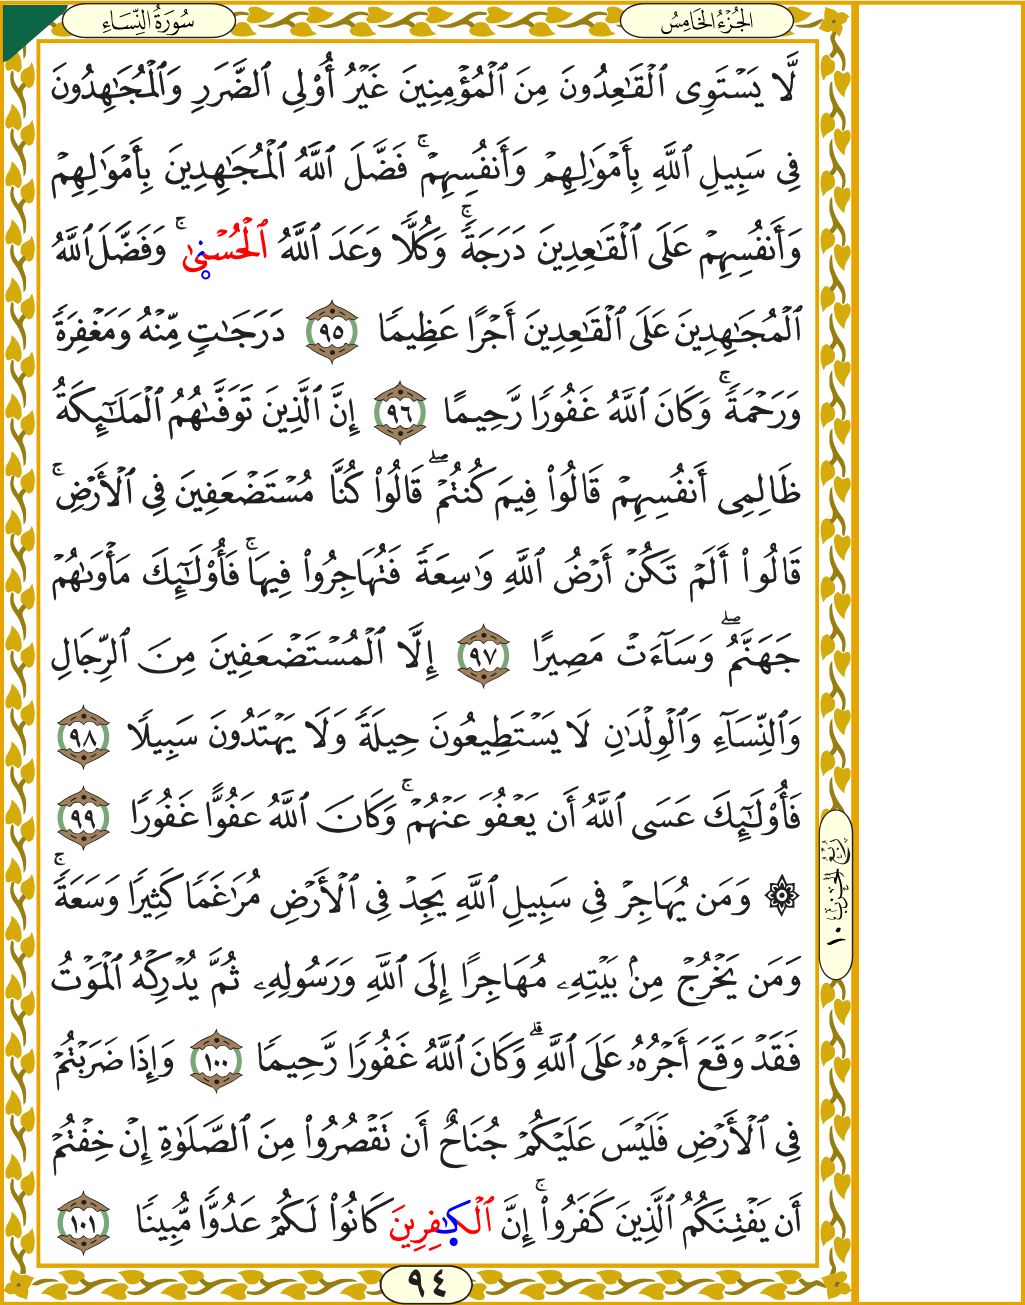 سُورَةُ النِّسَاءِ
الجُزْءُ الخَامِسُ
لَّا يَسْتَوِى ٱلْقَـٰعِدُونَ مِنَ ٱلْمُؤْمِنِينَ غَيْرُ أُوْلِى ٱلضَّرَرِ وَٱلْمُجَـٰهِدُونَ
فِى سَبِيلِ ٱللَّهِ بِأَمْوَٰلِهِمْ وَأَنفُسِهِمْ ۚ فَضَّلَ ٱللَّهُ ٱلْمُجَـٰهِدِينَ بِأَمْوَٰلِهِمْ
وَأَنفُسِهِمْ عَلَى ٱلْقَـٰعِدِينَ دَرَجَةً ۚ وَكُلًّا وَعَدَ ٱللَّهُ ٱلْحُسْنَىٰ ۚ وَفَضَّلَ ٱللَّهُ
ٱلْمُجَـٰهِدِينَ عَلَى ٱلْقَـٰعِدِينَ أَجْرًا عَظِيمًا ٩٥ دَرَجَـٰتٍ مِّنْهُ وَمَغْفِرَةً
وَرَحْمَةً ۚ وَكَانَ ٱللَّهُ غَفُورًا رَّحِيمًا ٩٦ إِنَّ ٱلَّذِينَ تَوَفَّىٰهُمُ ٱلْمَلَـٰٓئِكَةُ
ظَالِمِى أَنفُسِهِمْ قَالُوا۟ فِيمَ كُنتُمْ ۖ قَالُوا۟ كُنَّا مُسْتَضْعَفِينَ فِى ٱلْأَرْضِ ۚ
قَالُوٓا۟ أَلَمْ تَكُنْ أَرْضُ ٱللَّهِ وَٰسِعَةً فَتُهَاجِرُوا۟ فِيهَا ۚ فَأُو۟لَـٰٓئِكَ مَأْوَىٰهُمْ
جَهَنَّمُ ۖ وَسَآءَتْ مَصِيرًا ٩٧ إِلَّا ٱلْمُسْتَضْعَفِينَ مِنَ ٱلرِّجَالِ
وَٱلنِّسَآءِ وَٱلْوِلْدَٰنِ لَا يَسْتَطِيعُونَ حِيلَةً وَلَا يَهْتَدُونَ سَبِيلًا ٩٨
فَأُو۟لَـٰٓئِكَ عَسَى ٱللَّهُ أَن يَعْفُوَ عَنْهُمْ ۚ وَكَانَ ٱللَّهُ عَفُوًّا غَفُورًا ٩٩
۞ وَمَن يُهَاجِرْ فِى سَبِيلِ ٱللَّهِ يَجِدْ فِى ٱلْأَرْضِ مُرَٰغَمًا كَثِيرًا وَسَعَةً ۚ
وَمَن يَخْرُجْ مِنۢ بَيْتِهِۦ مُهَاجِرًا إِلَى ٱللَّهِ وَرَسُولِهِۦ ثُمَّ يُدْرِكْهُ ٱلْمَوْتُ
فَقَدْ وَقَعَ أَجْرُهُۥ عَلَى ٱللَّهِ ۗ وَكَانَ ٱللَّهُ غَفُورًا رَّحِيمًا ١٠٠ وَإِذَا ضَرَبْتُمْ
فِى ٱلْأَرْضِ فَلَيْسَ عَلَيْكُمْ جُنَاحٌ أَن تَقْصُرُوا۟ مِنَ ٱلصَّلَوٰةِ إِنْ خِفْتُمْ
أَن يَفْتِنَكُمُ ٱلَّذِينَ كَفَرُوٓا۟ ۚ إِنَّ ٱلْكَـٰفِرِينَ كَانُوا۟ لَكُمْ عَدُوًّا مُّبِينًا ١٠١
رُبْعُ الحِزْبِ ١٠
٩٤